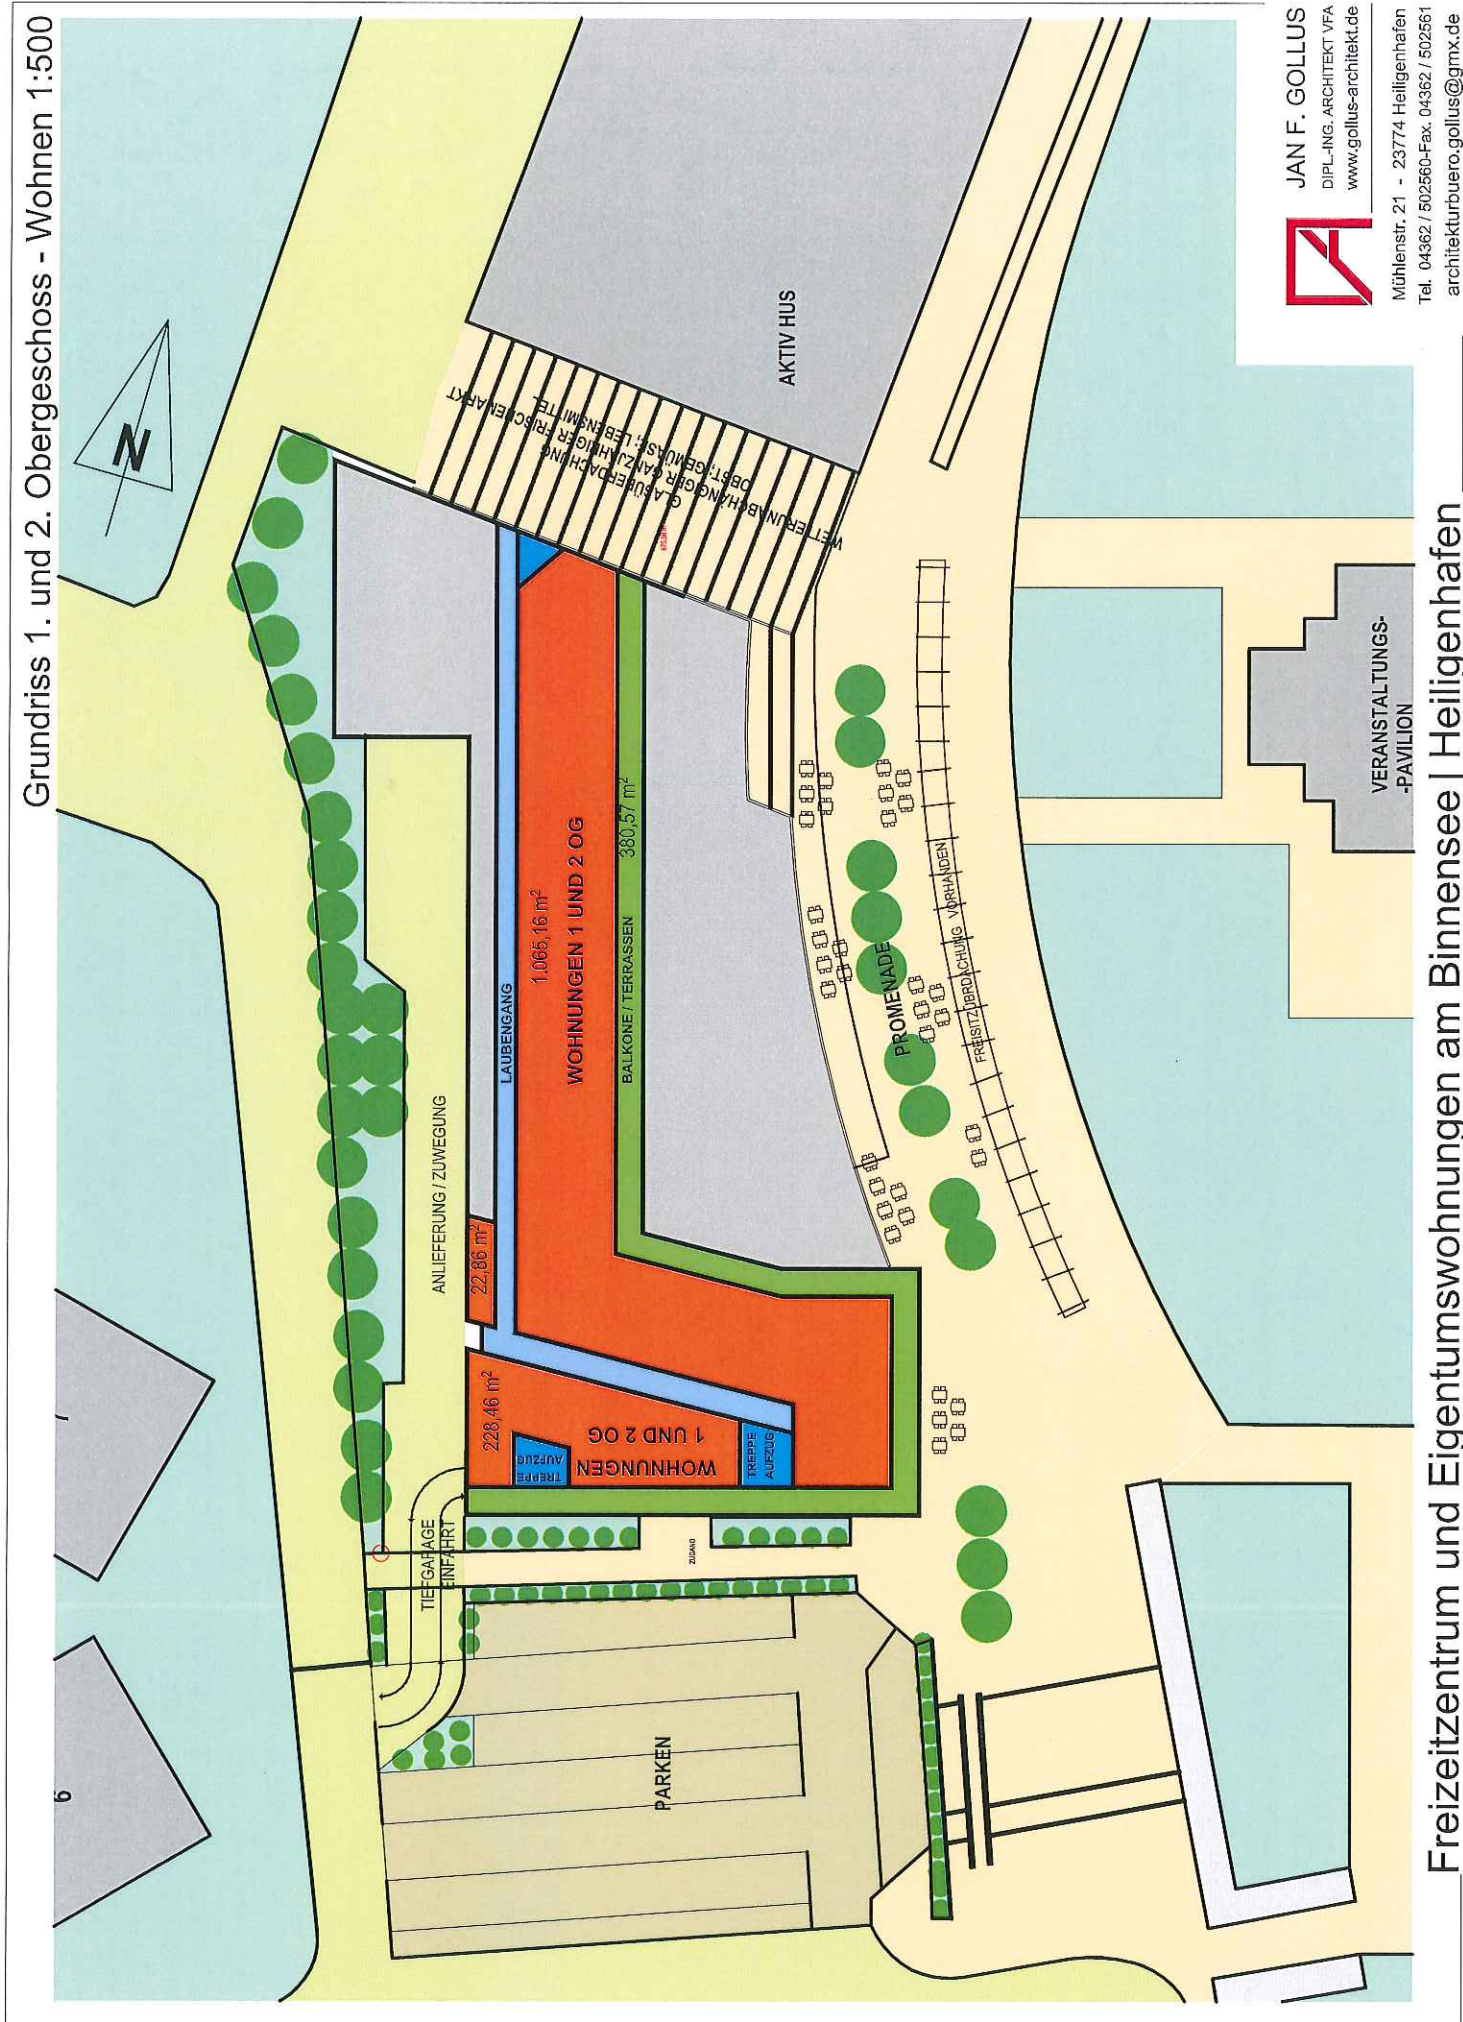 Grundriss 1. und 2. Obergeschoss - Wohnen 1:500
N
AKTIV HUS
GLASÜBERDACHUNG
WETTERUNABHÄNGIGER GANZJÄHRIGER FRISCHEMARKT
OBST; GEMÜASE; LEBENSMITTEL
LAUBENGANG
1.065,16 m²
WOHNUNGEN 1 UND 2 OG
BALKONE / TERRASSEN
380,57 m²
ANLIEFERUNG / ZUWEGUNG
22,86 m²
228,46 m²
WOHNUNGEN
1 UND 2 OG
TREPPE
AUFZUG
TREPPE
AUFZUG
TIEFGARAGE
EINFAHRT
ZUGANG
PARKEN
PROMENADE
FREISITZÜBRDACHUNG VORHANDEN
VERANSTALTUNGS-
-PAVILION
6
JAN F. GOLLUS
DIPL.-ING. ARCHITEKT VFA
www.gollus-architekt.de
Mühlenstr. 21 - 23774 Heiligenhafen
Tel. 04362 / 502560-Fax. 04362 / 502561
architekturbuero.gollus@gmx.de
Freizeitzentrum und Eigentumswohnungen am Binnensee | Heiligenhafen